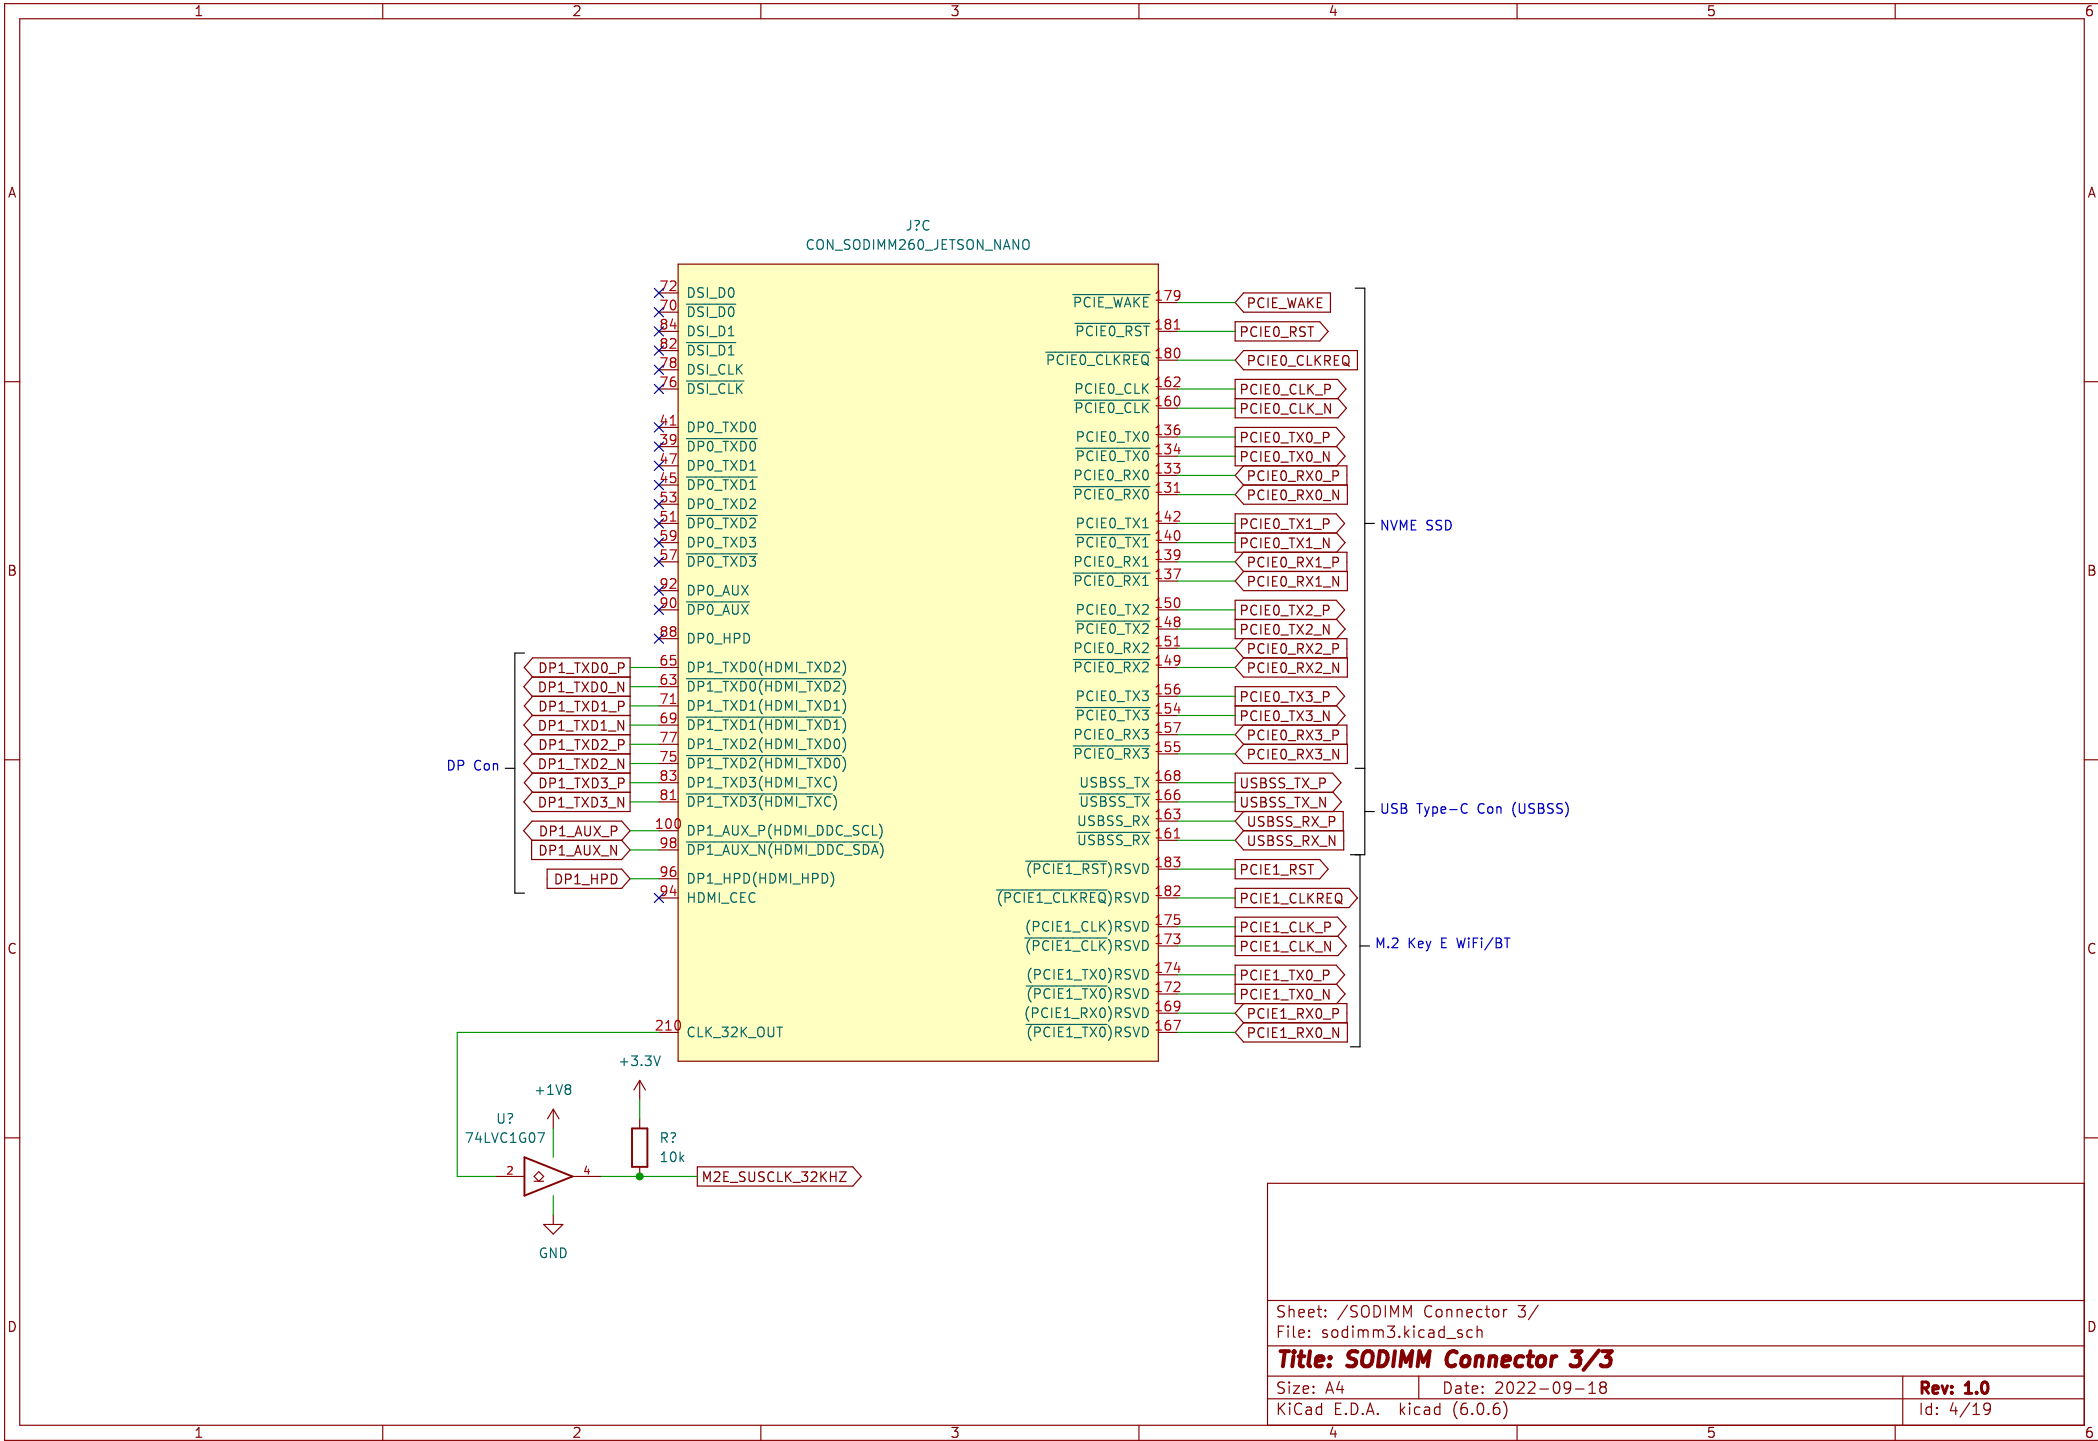 1 2 3 4 5 6
A A
B B
C C
D D
J?C
CON_SODIMM260_JETSON_NANO
72 DSI_D0
70 DSI_D0
84 DSI_D1
82 DSI_D1
78 DSI_CLK
76 DSI_CLK
41 DP0_TXD0
39 DP0_TXD0
47 DP0_TXD1
45 DP0_TXD1
53 DP0_TXD2
51 DP0_TXD2
59 DP0_TXD3
57 DP0_TXD3
92 DP0_AUX
90 DP0_AUX
88 DP0_HPD
DP Con
DP1_TXD0_P 65 DP1_TXD0(HDMI_TXD2)
DP1_TXD0_N 63 DP1_TXD0(HDMI_TXD2)
DP1_TXD1_P 71 DP1_TXD1(HDMI_TXD1)
DP1_TXD1_N 69 DP1_TXD1(HDMI_TXD1)
DP1_TXD2_P 77 DP1_TXD2(HDMI_TXD0)
DP1_TXD2_N 75 DP1_TXD2(HDMI_TXD0)
DP1_TXD3_P 83 DP1_TXD3(HDMI_TXC)
DP1_TXD3_N 81 DP1_TXD3(HDMI_TXC)
DP1_AUX_P 100 DP1_AUX_P(HDMI_DDC_SCL)
DP1_AUX_N 98 DP1_AUX_N(HDMI_DDC_SDA)
DP1_HPD 96 DP1_HPD(HDMI_HPD)
94 HDMI_CEC
210 CLK_32K_OUT
PCIE_WAKE 179 PCIE_WAKE
PCIE0_RST 181 PCIE0_RST
PCIE0_CLKREQ 180 PCIE0_CLKREQ
PCIE0_CLK 162 PCIE0_CLK_P
PCIE0_CLK 160 PCIE0_CLK_N
PCIE0_TX0 136 PCIE0_TX0_P
PCIE0_TX0 134 PCIE0_TX0_N
PCIE0_RX0 133 PCIE0_RX0_P
PCIE0_RX0 131 PCIE0_RX0_N
PCIE0_TX1 142 PCIE0_TX1_P
PCIE0_TX1 140 PCIE0_TX1_N
PCIE0_RX1 139 PCIE0_RX1_P
PCIE0_RX1 137 PCIE0_RX1_N
PCIE0_TX2 150 PCIE0_TX2_P
PCIE0_TX2 148 PCIE0_TX2_N
PCIE0_RX2 151 PCIE0_RX2_P
PCIE0_RX2 149 PCIE0_RX2_N
PCIE0_TX3 156 PCIE0_TX3_P
PCIE0_TX3 154 PCIE0_TX3_N
PCIE0_RX3 157 PCIE0_RX3_P
PCIE0_RX3 155 PCIE0_RX3_N
NVME SSD
USBSS_TX 168 USBSS_TX_P
USBSS_TX 166 USBSS_TX_N
USBSS_RX 163 USBSS_RX_P
USBSS_RX 161 USBSS_RX_N
USB Type-C Con (USBSS)
(PCIE1_RST)RSVD 183 PCIE1_RST
(PCIE1_CLKREQ)RSVD 182 PCIE1_CLKREQ
(PCIE1_CLK)RSVD 175 PCIE1_CLK_P
(PCIE1_CLK)RSVD 173 PCIE1_CLK_N
(PCIE1_TX0)RSVD 174 PCIE1_TX0_P
(PCIE1_TX0)RSVD 172 PCIE1_TX0_N
(PCIE1_RX0)RSVD 169 PCIE1_RX0_P
(PCIE1_TX0)RSVD 167 PCIE1_RX0_N
M.2 Key E WiFi/BT
+3.3V
+1V8
U?
74LVC1G07
R?
10k
2 4
M2E_SUSCLK_32KHZ
GND
Sheet: /SODIMM Connector 3/
File: sodimm3.kicad_sch
Title: SODIMM Connector 3/3
Size: A4 Date: 2022-09-18 Rev: 1.0
KiCad E.D.A. kicad (6.0.6) Id: 4/19
1 2 3 4 5 6